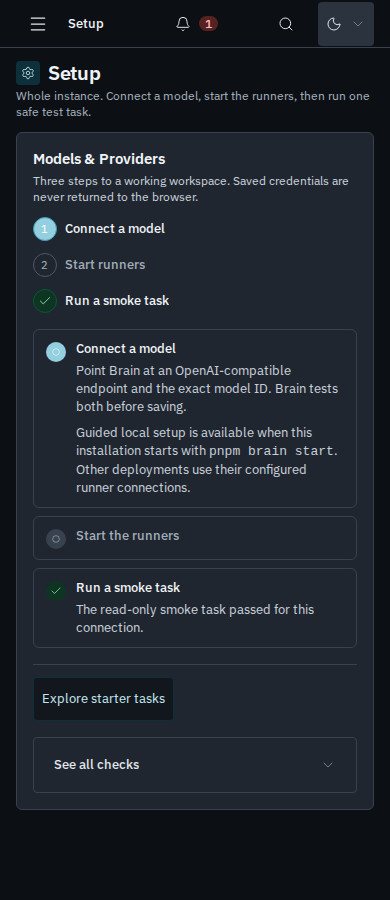 Setup
1
Setup
Whole instance. Connect a model, start the runners, then run one
safe test task.
Models & Providers
Three steps to a working workspace. Saved credentials are
never returned to the browser.
1 Connect a model
2 Start runners
Run a smoke task
Connect a model
Point Brain at an OpenAI-compatible
endpoint and the exact model ID. Brain tests
both before saving.
Guided local setup is available when this
installation starts with pnpm brain start.
Other deployments use their configured
runner connections.
Start the runners
Run a smoke task
The read-only smoke task passed for this
connection.
Explore starter tasks
See all checks